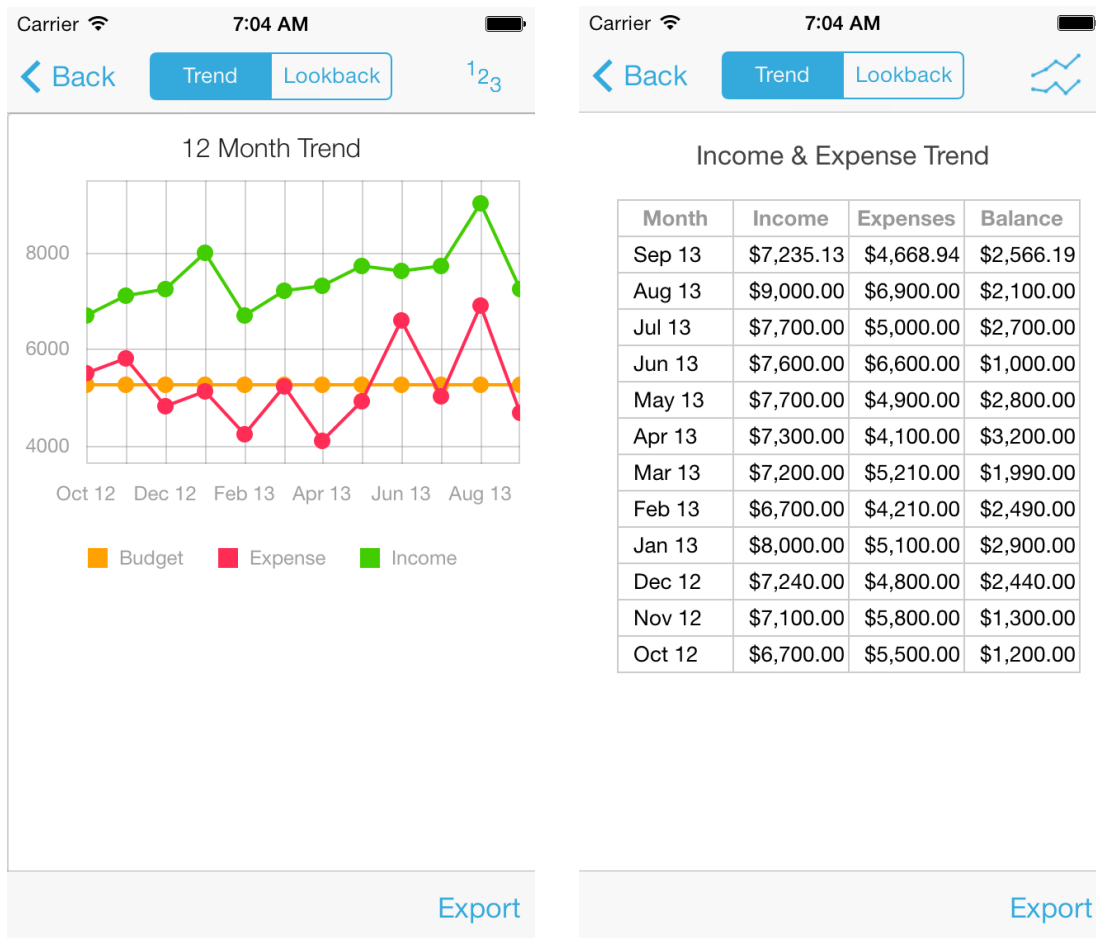 Carrier 7:04 AM
Back Trend Lookback 123
12 Month Trend
8000
6000
4000
Oct 12 Dec 12 Feb 13 Apr 13 Jun 13 Aug 13
Budget Expense Income
Export
Carrier 7:04 AM
Back Trend Lookback
Income & Expense Trend
Month Income Expenses Balance
Sep 13 $7,235.13 $4,668.94 $2,566.19
Aug 13 $9,000.00 $6,900.00 $2,100.00
Jul 13 $7,700.00 $5,000.00 $2,700.00
Jun 13 $7,600.00 $6,600.00 $1,000.00
May 13 $7,700.00 $4,900.00 $2,800.00
Apr 13 $7,300.00 $4,100.00 $3,200.00
Mar 13 $7,200.00 $5,210.00 $1,990.00
Feb 13 $6,700.00 $4,210.00 $2,490.00
Jan 13 $8,000.00 $5,100.00 $2,900.00
Dec 12 $7,240.00 $4,800.00 $2,440.00
Nov 12 $7,100.00 $5,800.00 $1,300.00
Oct 12 $6,700.00 $5,500.00 $1,200.00
Export